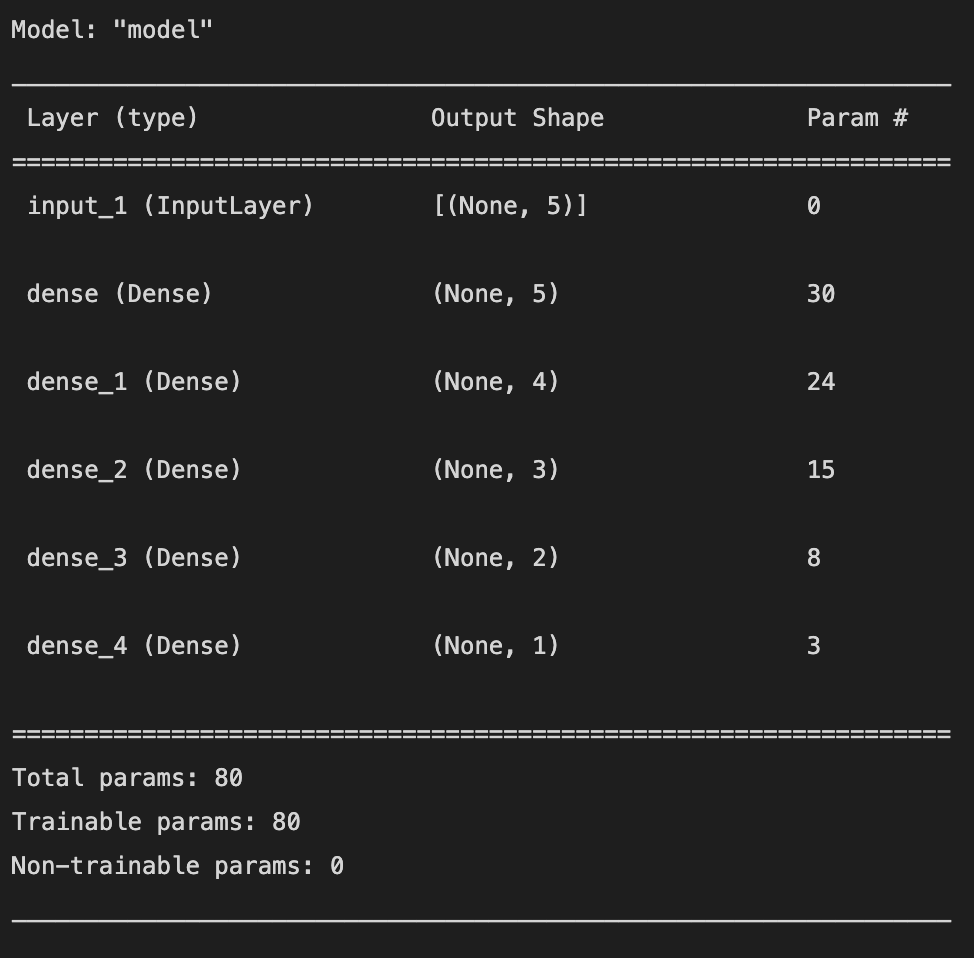 Model: "model"
_________________________________________________________________
Layer (type) Output Shape Param #
=================================================================
input_1 (InputLayer) [(None, 5)] 0
dense (Dense) (None, 5) 30
dense_1 (Dense) (None, 4) 24
dense_2 (Dense) (None, 3) 15
dense_3 (Dense) (None, 2) 8
dense_4 (Dense) (None, 1) 3
=================================================================
Total params: 80
Trainable params: 80
Non-trainable params: 0
_________________________________________________________________